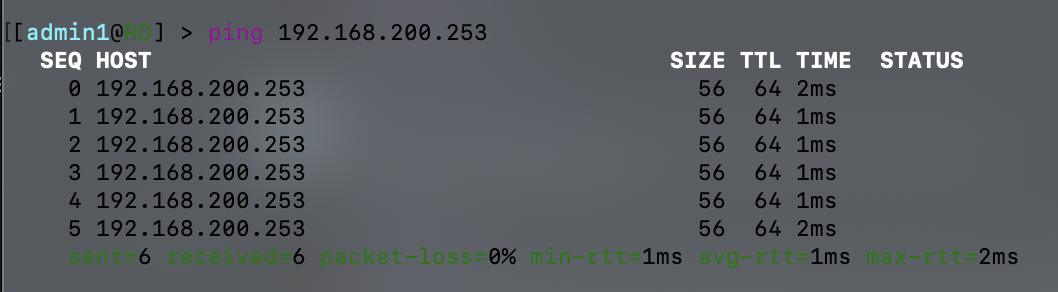 [[admin1@RO] > ping 192.168.200.253
SEQ HOST SIZE TTL TIME STATUS
0 192.168.200.253 56 64 2ms
1 192.168.200.253 56 64 1ms
2 192.168.200.253 56 64 1ms
3 192.168.200.253 56 64 1ms
4 192.168.200.253 56 64 1ms
5 192.168.200.253 56 64 2ms
sent=6 received=6 packet-loss=0% min-rtt=1ms avg-rtt=1ms max-rtt=2ms